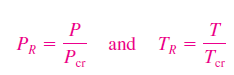 P_R = P / P_cr and T_R = T / T_cr